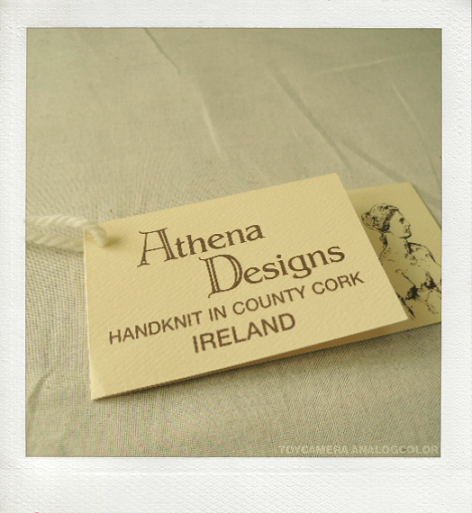 Athena
Designs
HANDKNIT IN COUNTY CORK
IRELAND
TOYCAMERA ANALOGCOLOR